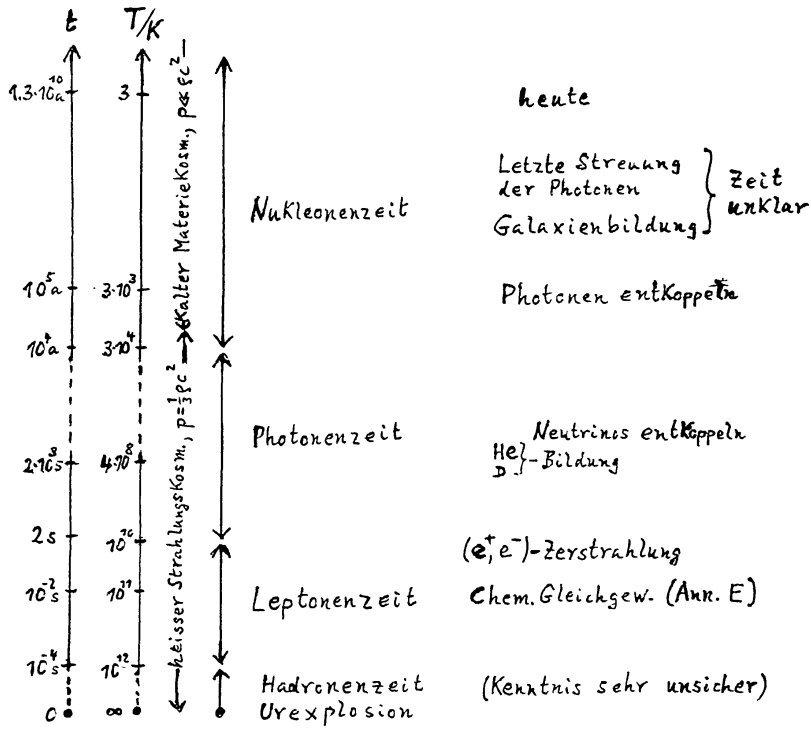 t T/K
1.3·10¹⁰a 3 heute
Letzte Streuung
der Photonen
Zeit
unklar
Nukleonenzeit
Galaxienbildung
10⁵a 3·10³ Photonen entkoppeln
10⁴a 3·10⁴
Kalter Materiekosm., p≪ρc²
heisser Strahlungskosm., p=⅓ρc²
Photonenzeit Neutrinos entkoppeln
2·10³s 4·10⁸ He
D }-Bildung
2s 10¹⁰ (e⁺,e⁻)-Zerstrahlung
10⁻²s 10¹¹ Leptonenzeit Chem. Gleichgew. (Ann. E)
10⁻⁴s 10¹²
Hadronenzeit (Kenntnis sehr unsicher)
0 ∞ Urexplosion